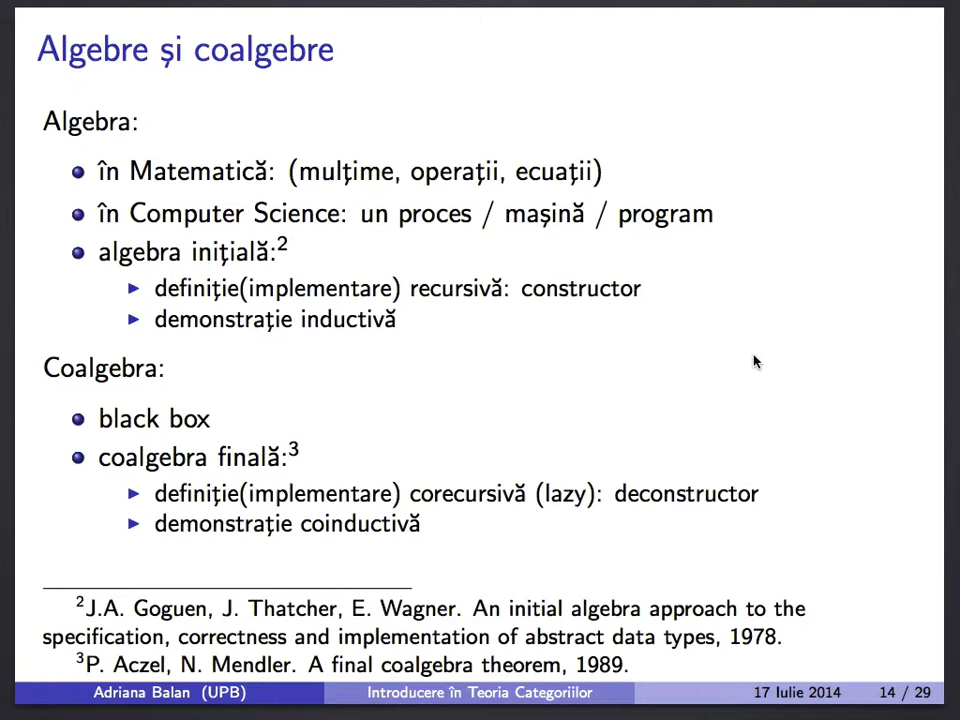 Algebre și coalgebre
Algebra:
în Matematică: (mulțime, operații, ecuații)
în Computer Science: un proces / mașină / program
algebra inițială:2
definiție(implementare) recursivă: constructor
demonstrație inductivă
Coalgebra:
black box
coalgebra finală:3
definiție(implementare) corecursivă (lazy): deconstructor
demonstrație coinductivă
2J.A. Goguen, J. Thatcher, E. Wagner. An initial algebra approach to the
specification, correctness and implementation of abstract data types, 1978.
3P. Aczel, N. Mendler. A final coalgebra theorem, 1989.
Adriana Balan (UPB) Introducere în Teoria Categoriilor 17 Iulie 2014 14 / 29